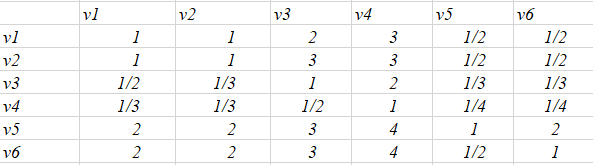 v1 v2 v3 v4 v5 v6
v1 1 1 2 3 1/2 1/2
v2 1 1 3 3 1/2 1/2
v3 1/2 1/3 1 2 1/3 1/3
v4 1/3 1/3 1/2 1 1/4 1/4
v5 2 2 3 4 1 2
v6 2 2 3 4 1/2 1